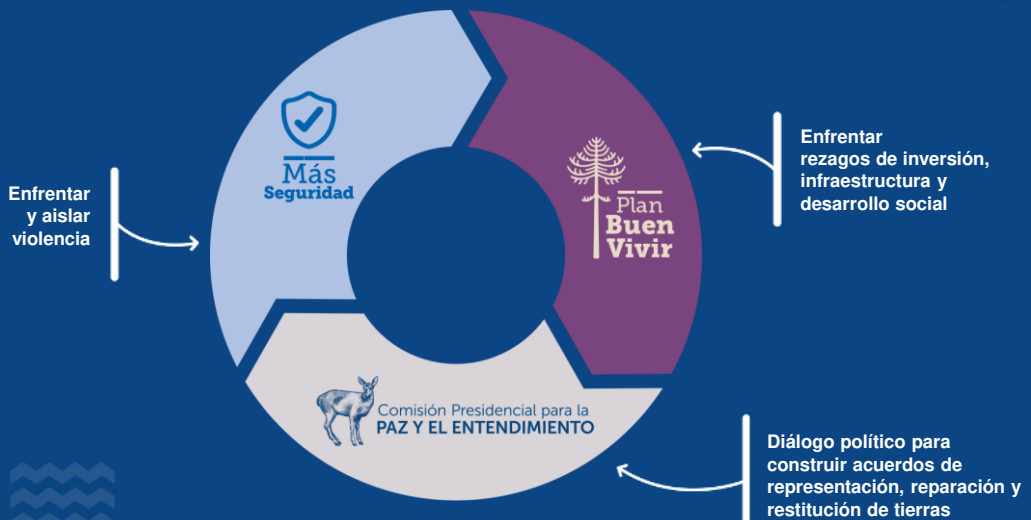 Más
Seguridad
Enfrentar
y aislar
violencia
Plan
Buen
Vivir
Enfrentar
rezagos de inversión,
infraestructura y
desarrollo social
Comisión Presidencial para la
PAZ Y EL ENTENDIMIENTO
Diálogo político para
construir acuerdos de
representación, reparación y
restitución de tierras